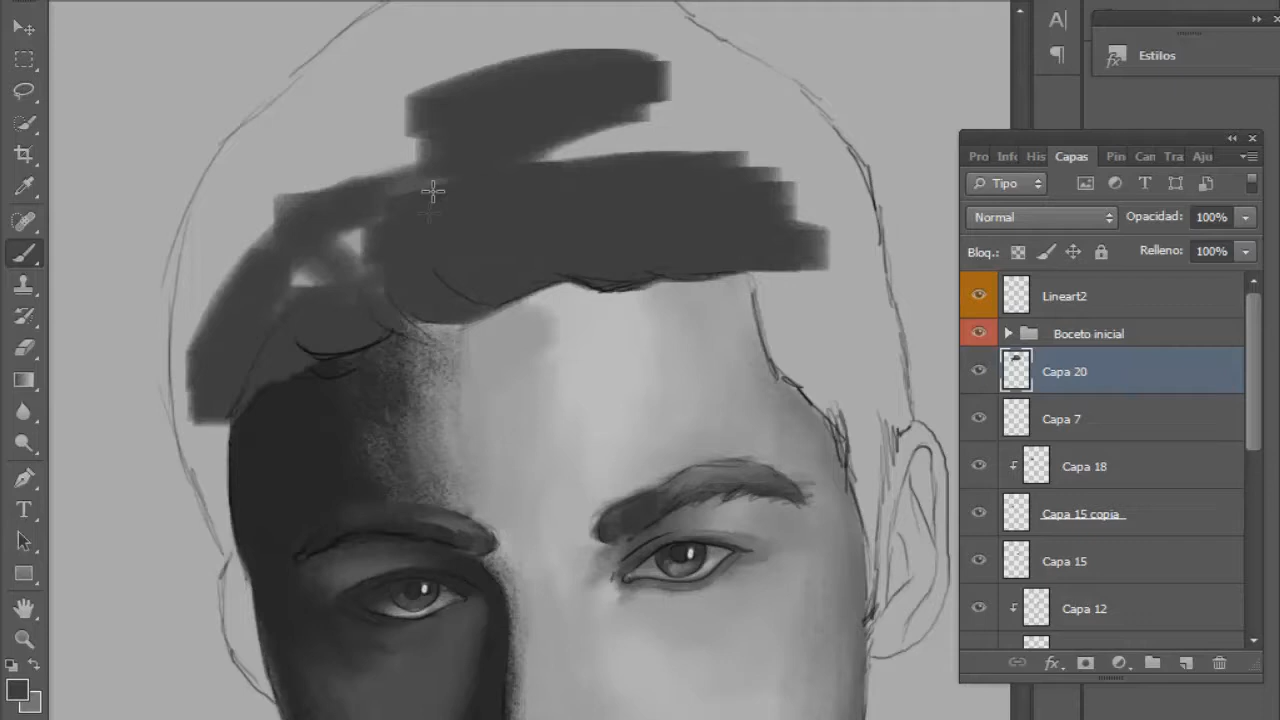 Estilos
Pro Info His Capas Pin Can Tra Aju
Tipo
Normal Opacidad: 100%
Bloq.: Relleno: 100%
Lineart2
Boceto inicial
Capa 20
Capa 7
Capa 18
Capa 15 copia
Capa 15
Capa 12